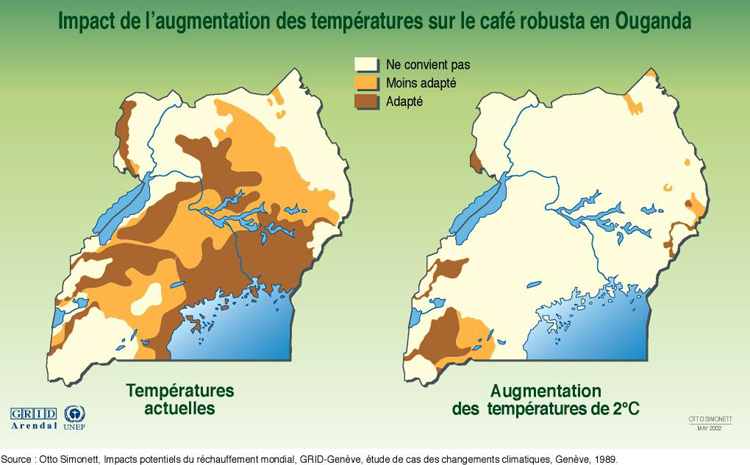 Impact de l'augmentation des températures sur le café robusta en Ouganda
Ne convient pas
Moins adapté
Adapté
Températures
actuelles
Augmentation
des températures de 2°C
GRID
Arendal
UNEP
OTTO SIMONETT
MAY 2002
Source : Otto Simonett, Impacts potentiels du réchauffement mondial, GRID-Genève, étude de cas des changements climatiques, Genève, 1989.